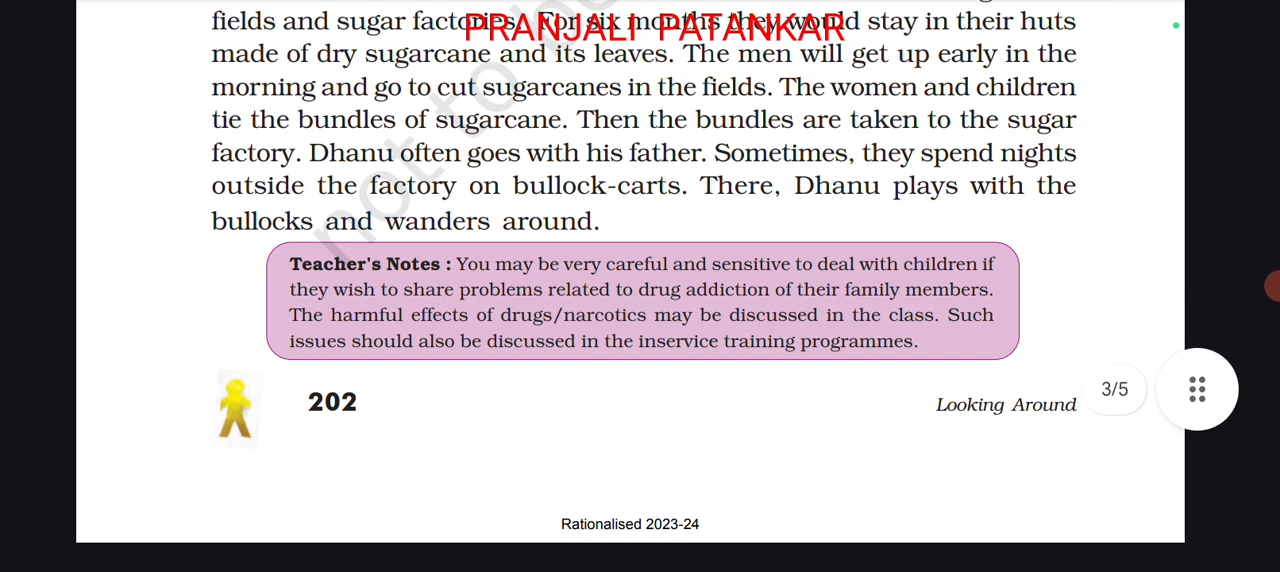 fields and sugar factories. For six months they would stay in their huts
PRANJALI PATANKAR
made of dry sugarcane and its leaves. The men will get up early in the
morning and go to cut sugarcanes in the fields. The women and children
tie the bundles of sugarcane. Then the bundles are taken to the sugar
factory. Dhanu often goes with his father. Sometimes, they spend nights
outside the factory on bullock-carts. There, Dhanu plays with the
bullocks and wanders around.
not to b
Teacher's Notes : You may be very careful and sensitive to deal with children if
they wish to share problems related to drug addiction of their family members.
The harmful effects of drugs/narcotics may be discussed in the class. Such
issues should also be discussed in the inservice training programmes.
202
Looking Around
3/5
Rationalised 2023-24